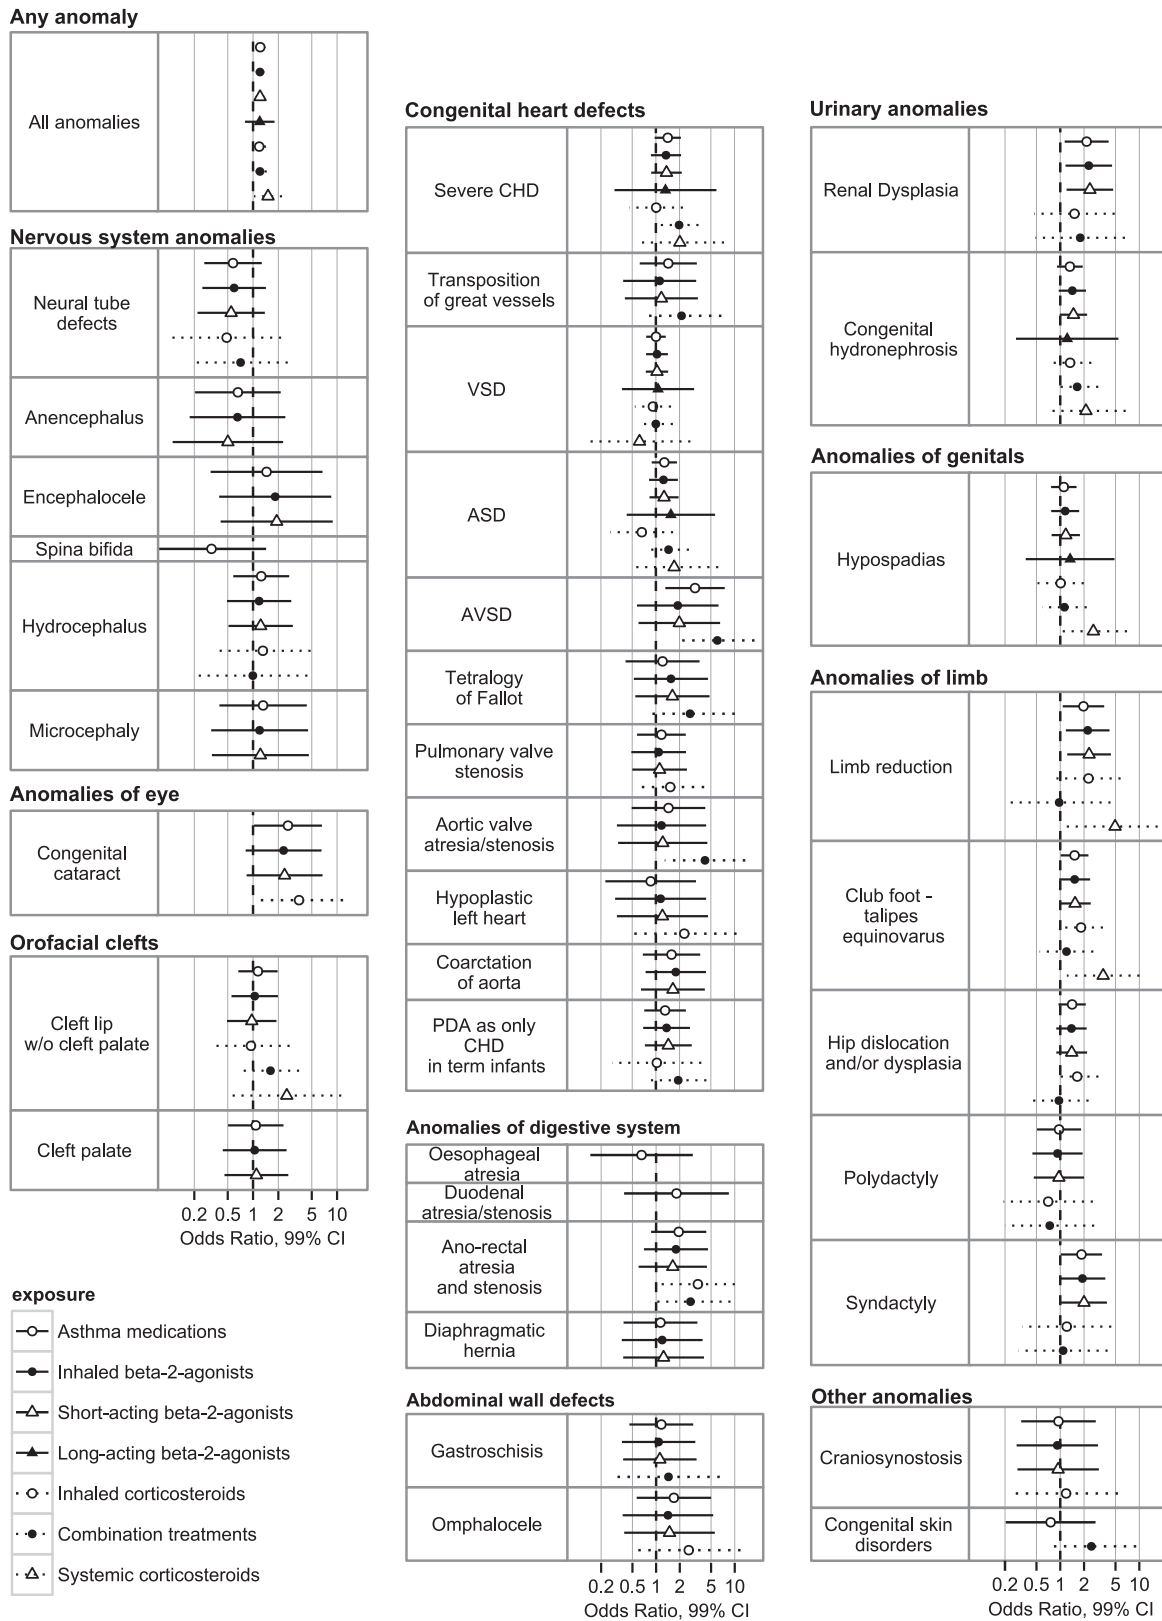 Any anomaly
All anomalies
Nervous system anomalies
Neural tube
defects
Anencephalus
Encephalocele
Spina bifida
Hydrocephalus
Microcephaly
Anomalies of eye
Congenital
cataract
Orofacial clefts
Cleft lip
w/o cleft palate
Cleft palate
0.2 0.5 1 2 5 10
Odds Ratio, 99% CI
exposure
Asthma medications
Inhaled beta-2-agonists
Short-acting beta-2-agonists
Long-acting beta-2-agonists
Inhaled corticosteroids
Combination treatments
Systemic corticosteroids
Congenital heart defects
Severe CHD
Transposition
of great vessels
VSD
ASD
AVSD
Tetralogy
of Fallot
Pulmonary valve
stenosis
Aortic valve
atresia/stenosis
Hypoplastic
left heart
Coarctation
of aorta
PDA as only
CHD
in term infants
Anomalies of digestive system
Oesophageal
atresia
Duodenal
atresia/stenosis
Ano-rectal
atresia
and stenosis
Diaphragmatic
hernia
Abdominal wall defects
Gastroschisis
Omphalocele
0.2 0.5 1 2 5 10
Odds Ratio, 99% CI
Urinary anomalies
Renal Dysplasia
Congenital
hydronephrosis
Anomalies of genitals
Hypospadias
Anomalies of limb
Limb reduction
Club foot -
talipes
equinovarus
Hip dislocation
and/or dysplasia
Polydactyly
Syndactyly
Other anomalies
Craniosynostosis
Congenital skin
disorders
0.2 0.5 1 2 5 10
Odds Ratio, 99% CI